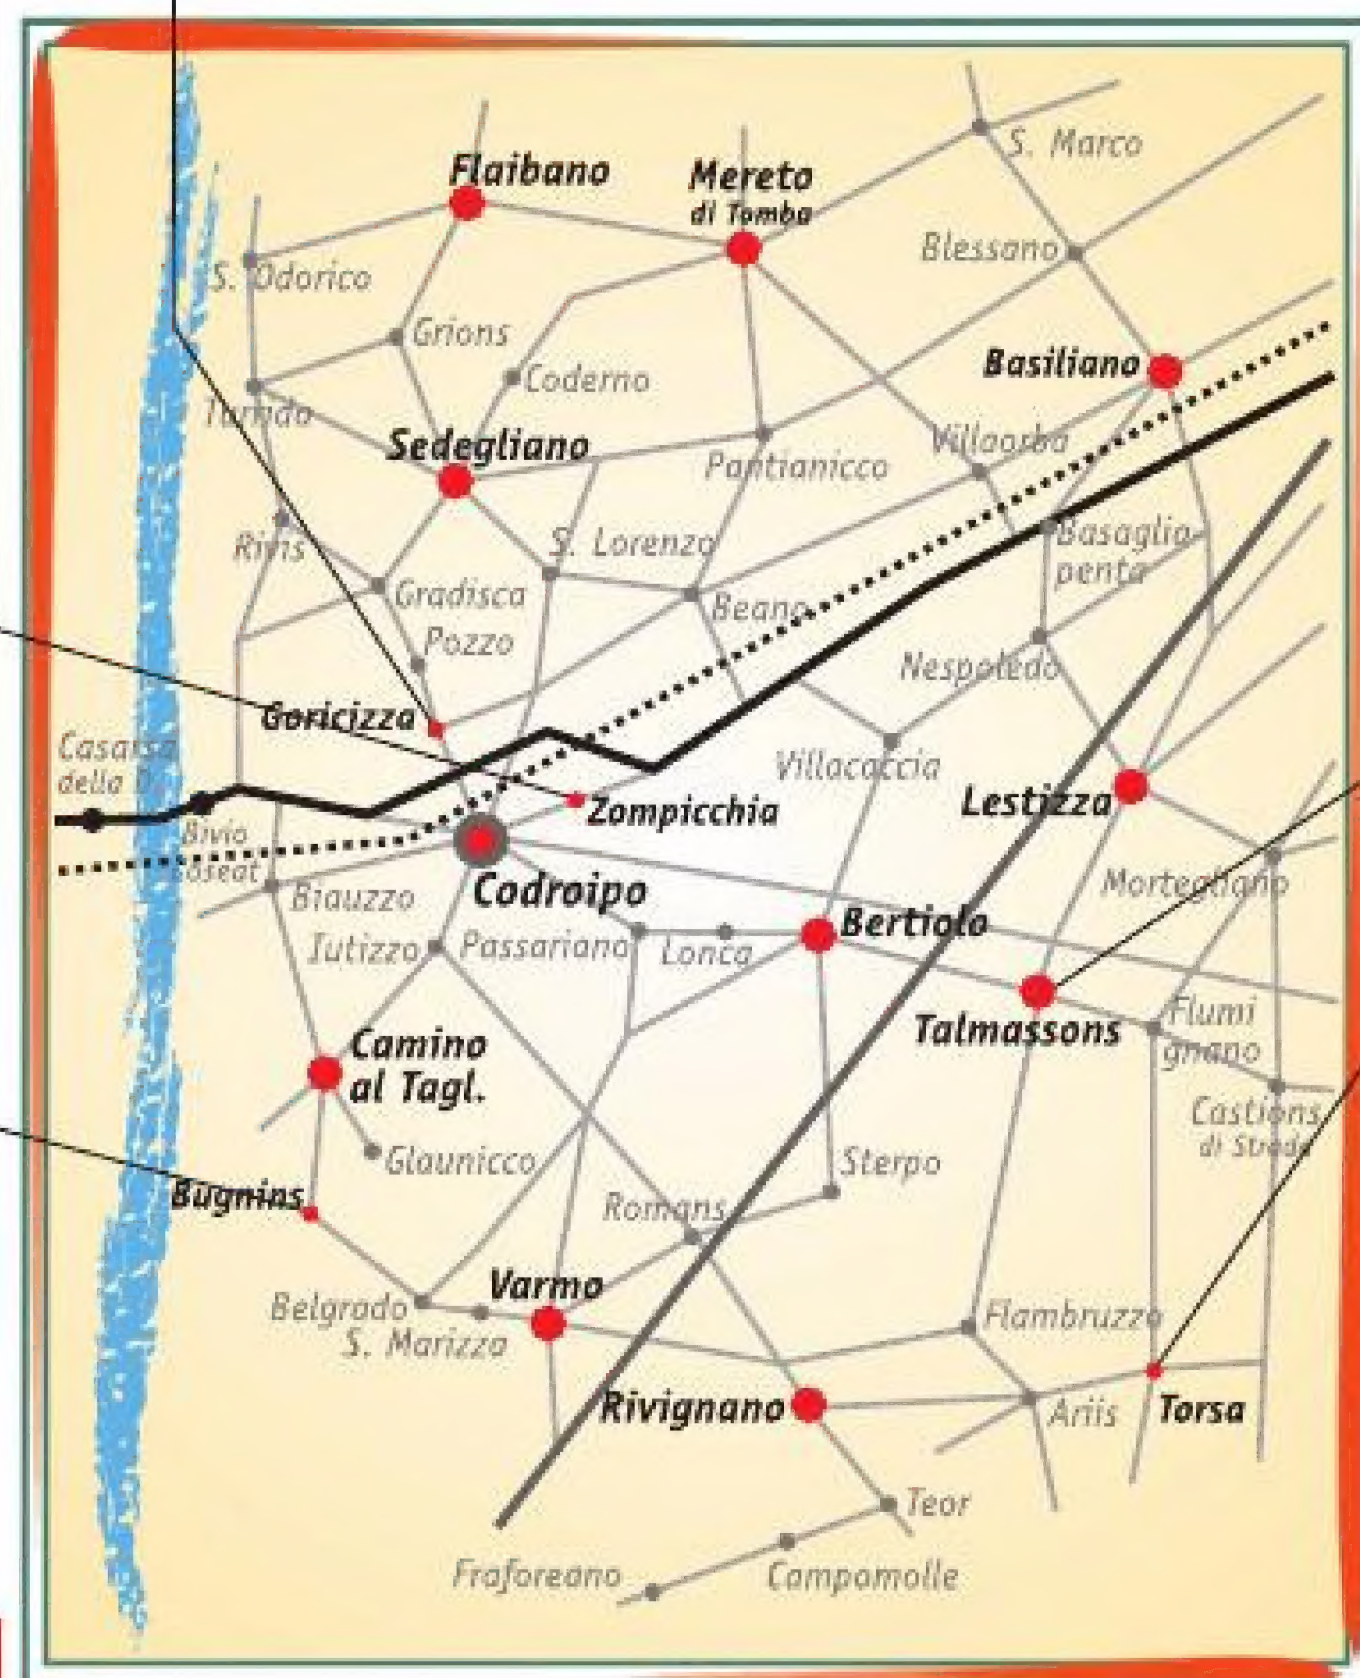 S. Marco
Flaibano
Mereto
di Tomba
Blessano
S. Odorico
Grions
Basiliano
Coderno
Turrida
Sedegliano
Villaorba
Pantianicco
Rivis
S. Lorenzo
Basaglia-
penta
Gradisca
Beano
Pozzo
Nespoledo
Goricizza
Casarsa
della D.
Villacaccia
Zompicchia
Lestizza
Bivio
Coseat
Biauzzo
Codroipo
Mortegliano
Iutizzo
Passariano
Lonca
Bertiolo
Talmassons
Flumi
gnano
Camino
al Tagl.
Castions
di Strada
Glaunicco
Sterpo
Bugnins
Romans
Varmo
Belgrado
S. Marizza
Flambruzzo
Rivignano
Ariis
Torsa
Teor
Fraforeano
Campomolle